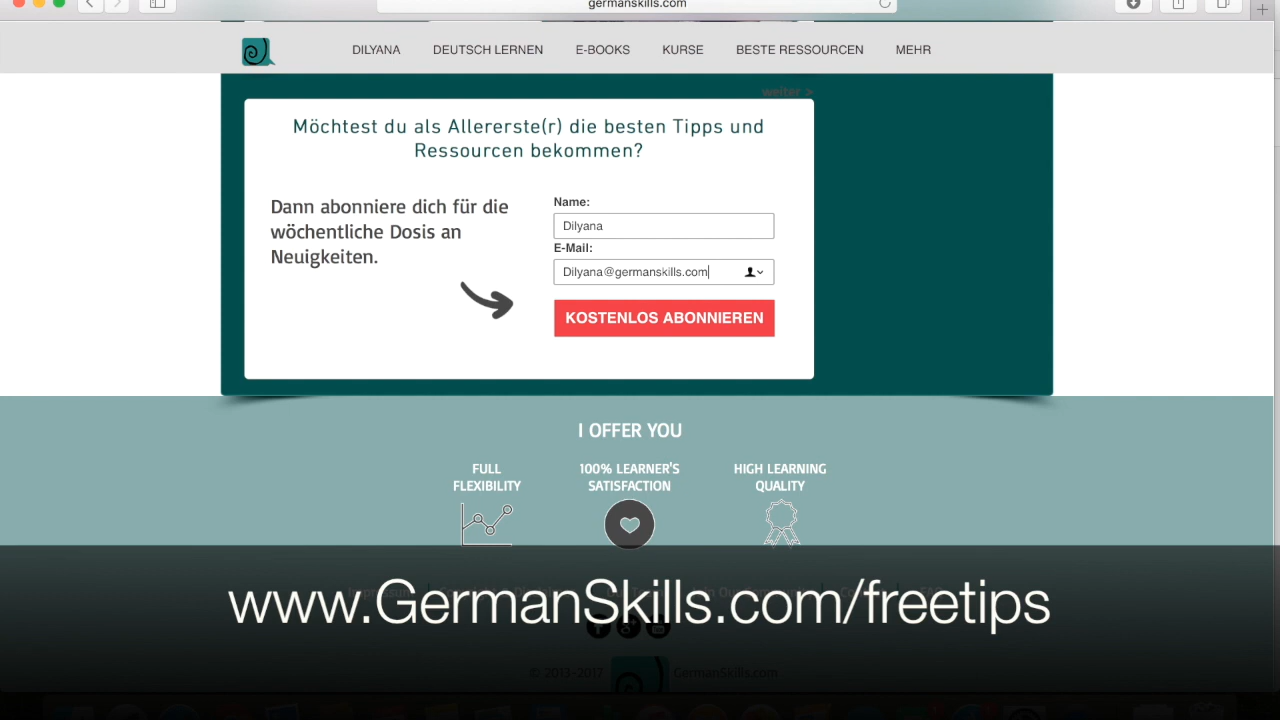 germanskills.com
DILYANA DEUTSCH LERNEN E-BOOKS KURSE BESTE RESSOURCEN MEHR
weiter >
Möchtest du als Allererste(r) die besten Tipps und
Ressourcen bekommen?
Dann abonniere dich für die
wöchentliche Dosis an
Neuigkeiten.
Name:
Dilyana
E-Mail:
Dilyana@germanskills.com
KOSTENLOS ABONNIEREN
I OFFER YOU
FULL
FLEXIBILITY
100% LEARNER'S
SATISFACTION
HIGH LEARNING
QUALITY
www.GermanSkills.com/freetips
© 2013-2017 GermanSkills.com